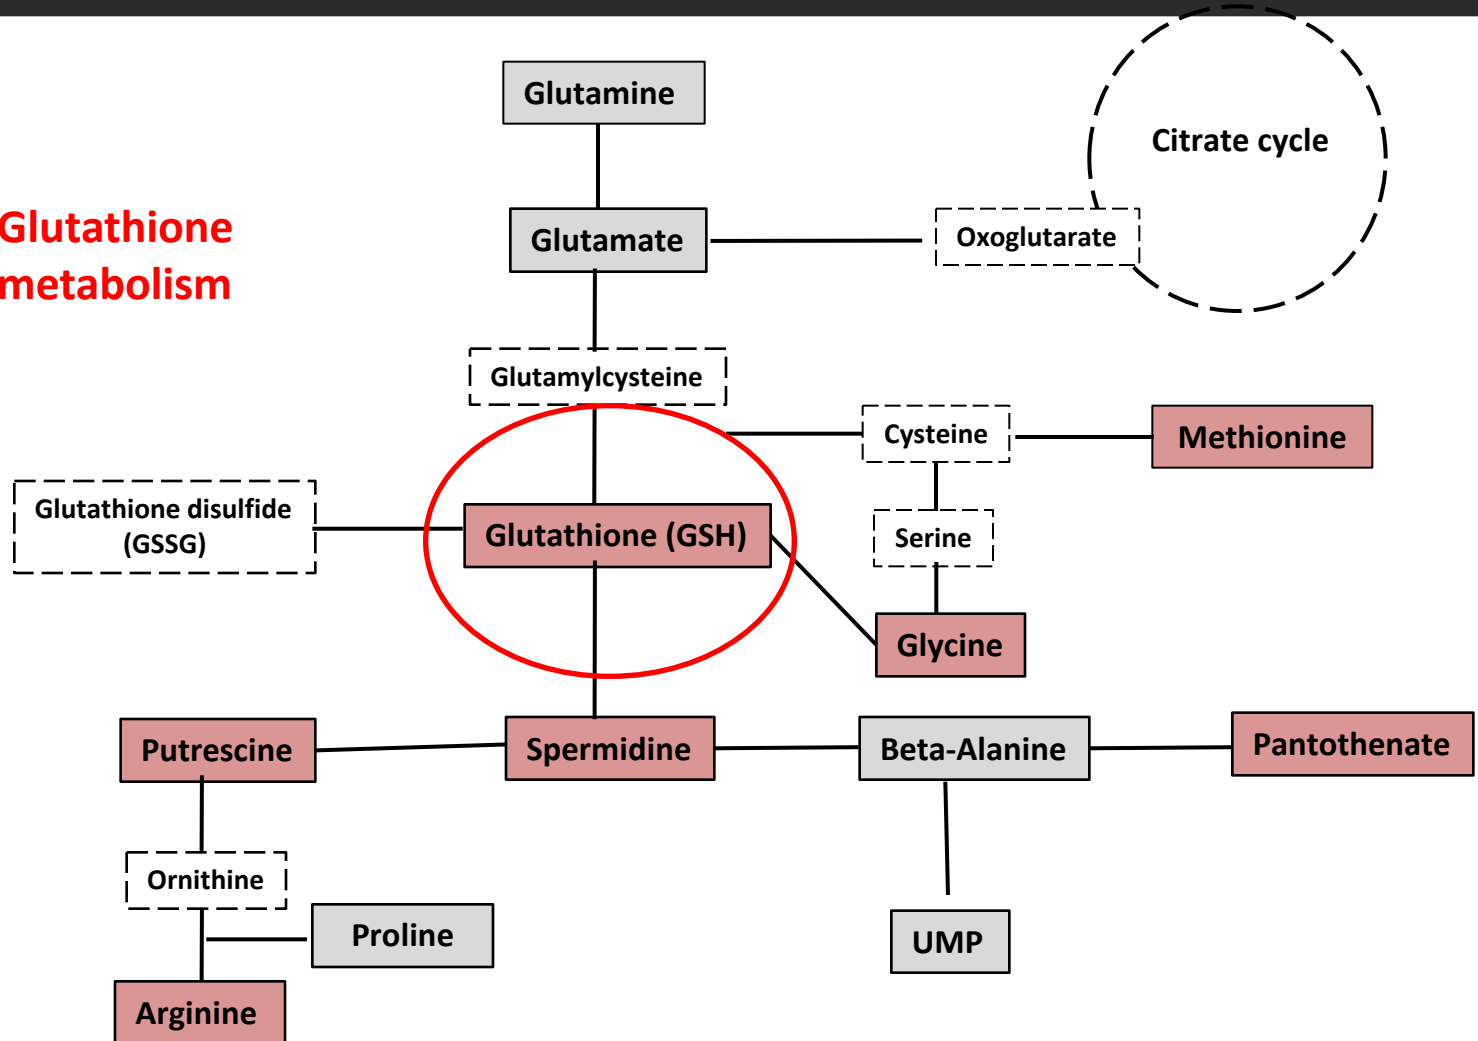 Glutamine
Citrate cycle
Glutathione
metabolism
Glutamate
Oxoglutarate
Glutamylcysteine
Cysteine
Methionine
Glutathione disulfide
(GSSG)
Glutathione (GSH)
Serine
Glycine
Putrescine
Spermidine
Beta-Alanine
Pantothenate
Ornithine
Proline
UMP
Arginine